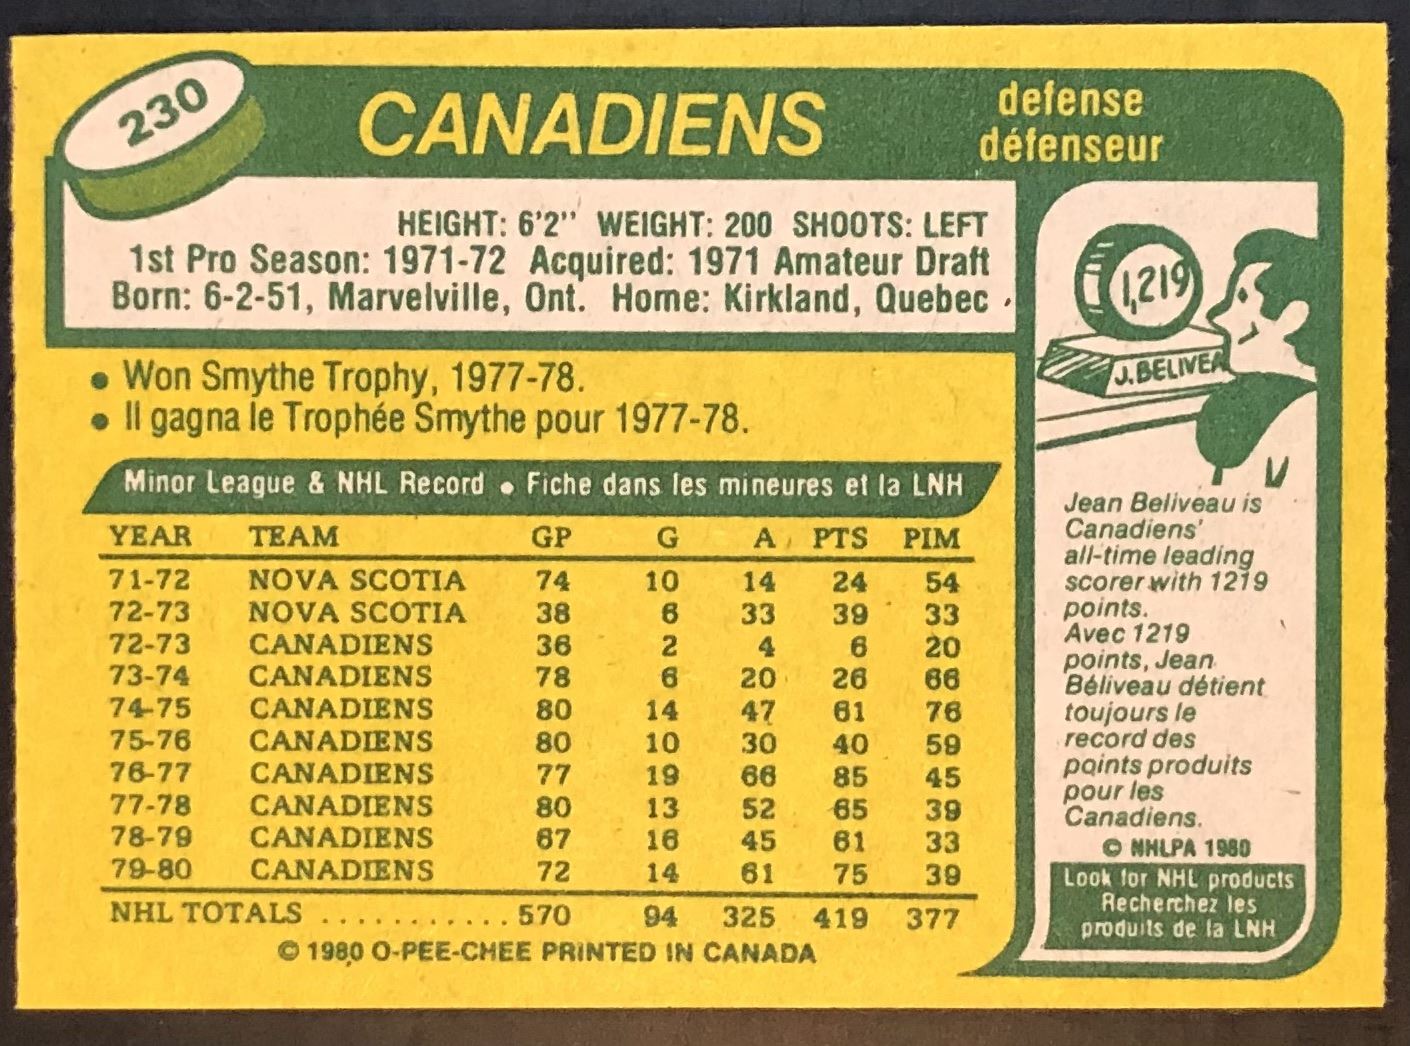 230
CANADIENS
defense
défenseur
HEIGHT: 6'2" WEIGHT: 200 SHOOTS: LEFT
1st Pro Season: 1971-72 Acquired: 1971 Amateur Draft
Born: 6-2-51, Marvelville, Ont. Home: Kirkland, Quebec
• Won Smythe Trophy, 1977-78.
• Il gagna le Trophée Smythe pour 1977-78.
Minor League & NHL Record • Fiche dans les mineures et la LNH
YEAR TEAM GP G A PTS PIM
71-72 NOVA SCOTIA 74 10 14 24 54
72-73 NOVA SCOTIA 38 6 33 39 33
72-73 CANADIENS 36 2 4 6 20
73-74 CANADIENS 78 6 20 26 66
74-75 CANADIENS 80 14 47 61 76
75-76 CANADIENS 80 10 30 40 59
76-77 CANADIENS 77 19 66 85 45
77-78 CANADIENS 80 13 52 65 39
78-79 CANADIENS 67 16 45 61 33
79-80 CANADIENS 72 14 61 75 39
NHL TOTALS ............ 570 94 325 419 377
© 1980 O-PEE-CHEE PRINTED IN CANADA
1,219
J. BELIVEA
Jean Beliveau is
Canadiens'
all-time leading
scorer with 1219
points.
Avec 1219
points, Jean
Béliveau détient
toujours le
record des
points produits
pour les
Canadiens.
© NHLPA 1980
Look for NHL products
Recherchez les
produits de la LNH